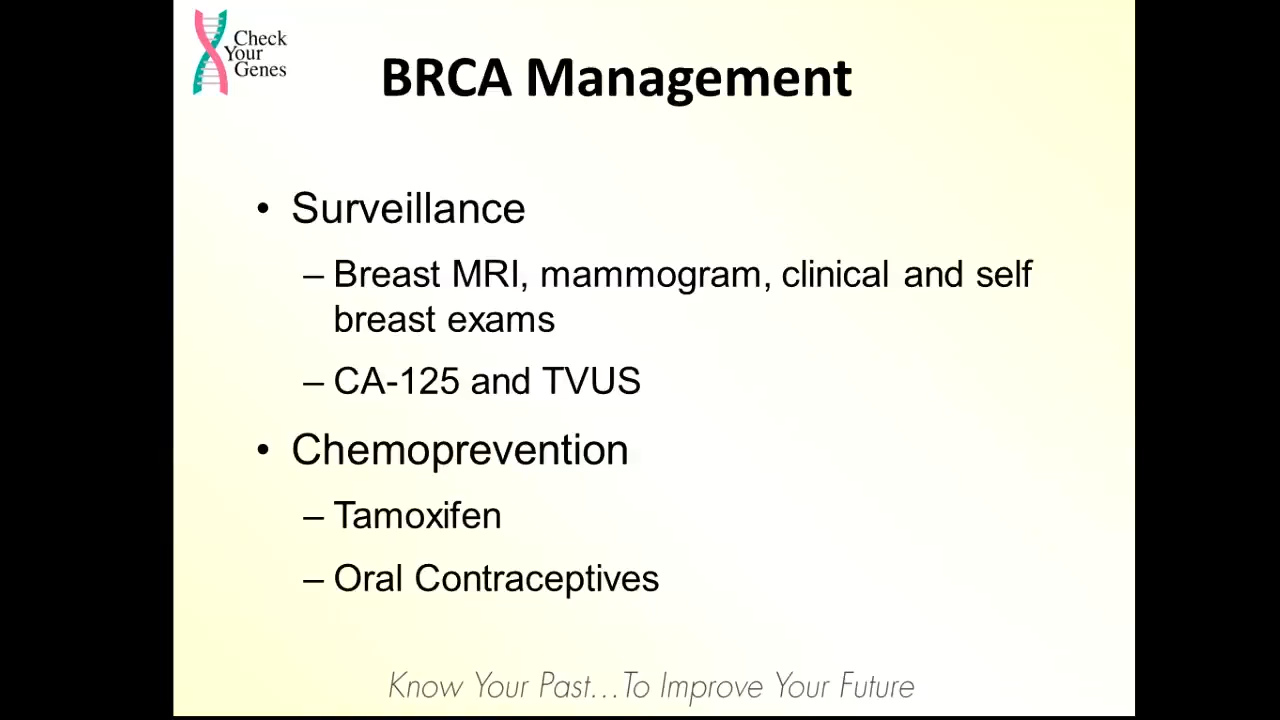 Check
Your
Genes
BRCA Management
• Surveillance
– Breast MRI, mammogram, clinical and self
breast exams
– CA-125 and TVUS
• Chemoprevention
– Tamoxifen
– Oral Contraceptives
Know Your Past...To Improve Your Future